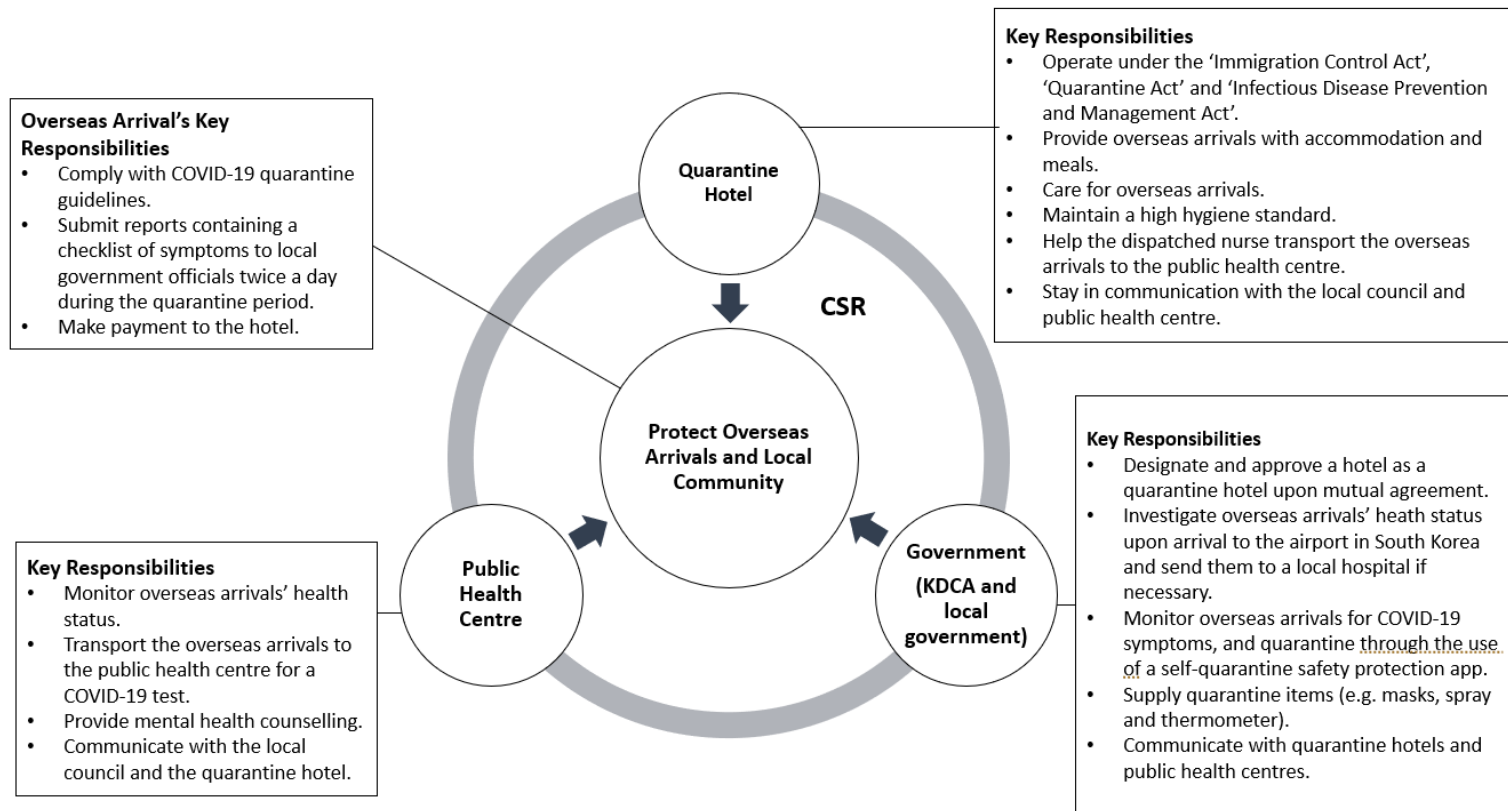 Key Responsibilities
• Operate under the ‘Immigration Control Act’,
‘Quarantine Act’ and ‘Infectious Disease Prevention
and Management Act’.
• Provide overseas arrivals with accommodation and
meals.
• Care for overseas arrivals.
• Maintain a high hygiene standard.
• Help the dispatched nurse transport the overseas
arrivals to the public health centre.
• Stay in communication with the local council and
public health centre.
Overseas Arrival’s Key
Responsibilities
• Comply with COVID-19 quarantine
guidelines.
• Submit reports containing a
checklist of symptoms to local
government officials twice a day
during the quarantine period.
• Make payment to the hotel.
Quarantine
Hotel
CSR
Protect Overseas
Arrivals and Local
Community
Public
Health
Centre
Government
(KDCA and
local
government)
Key Responsibilities
• Designate and approve a hotel as a
quarantine hotel upon mutual agreement.
• Investigate overseas arrivals’ heath status
upon arrival to the airport in South Korea
and send them to a local hospital if
necessary.
• Monitor overseas arrivals for COVID-19
symptoms, and quarantine through the use
of a self-quarantine safety protection app.
• Supply quarantine items (e.g. masks, spray
and thermometer).
• Communicate with quarantine hotels and
public health centres.
Key Responsibilities
• Monitor overseas arrivals’ health
status.
• Transport the overseas arrivals to
the public health centre for a
COVID-19 test.
• Provide mental health counselling.
• Communicate with the local
council and the quarantine hotel.